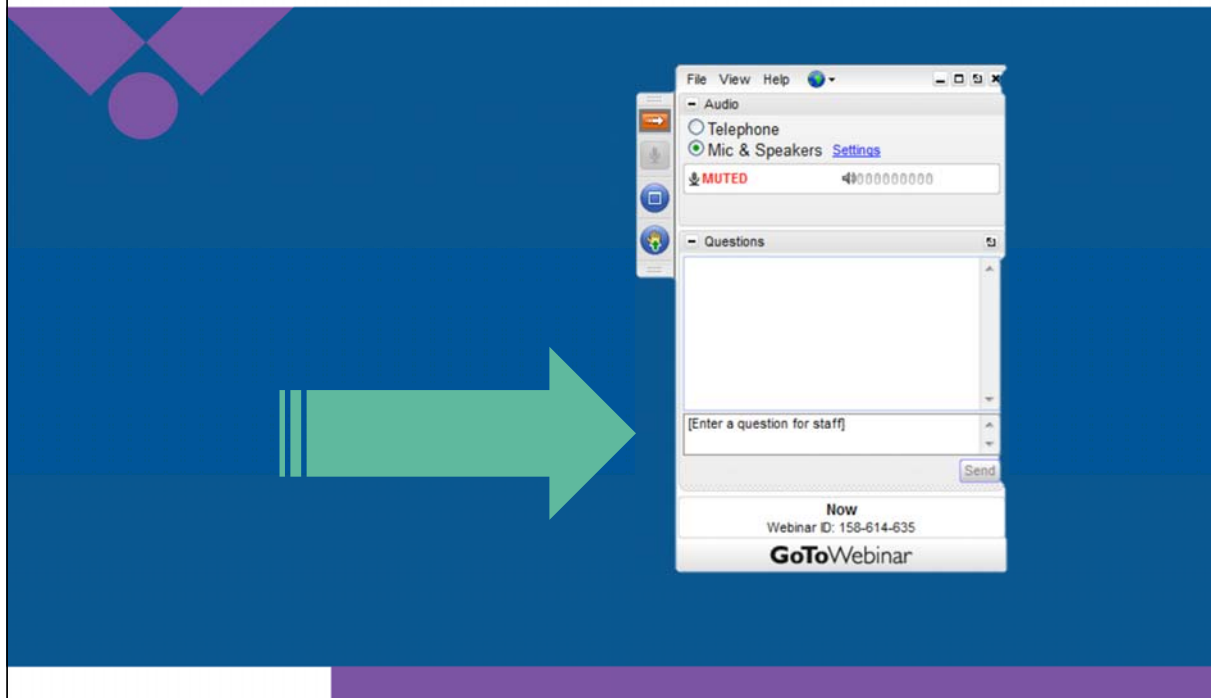 File View Help
Audio
Telephone
Mic & Speakers Settings
MUTED
Questions
[Enter a question for staff]
Send
Now
Webinar ID: 158-614-635
GoToWebinar